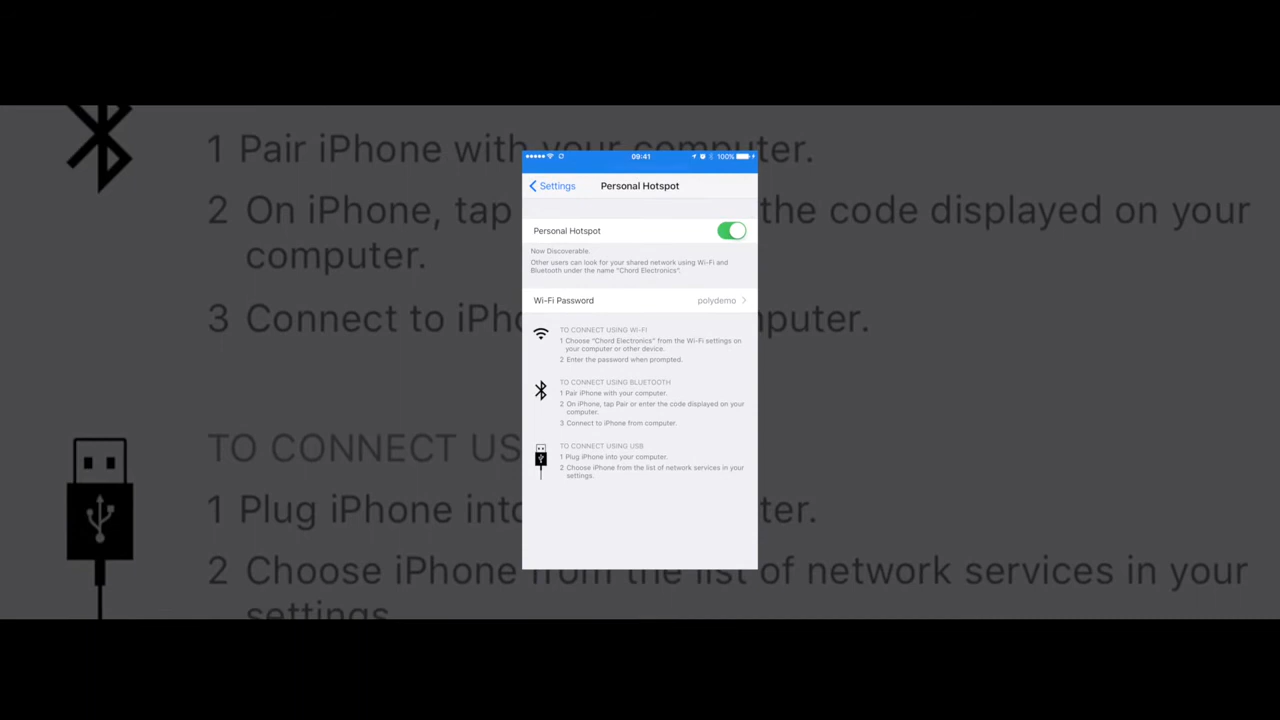 09:41
100%
Settings
Personal Hotspot
Personal Hotspot
Now Discoverable.
Other users can look for your shared network using Wi-Fi and
Bluetooth under the name "Chord Electronics".
Wi-Fi Password
polydemo
TO CONNECT USING WI-FI
1 Choose "Chord Electronics" from the Wi-Fi settings on
your computer or other device.
2 Enter the password when prompted.
TO CONNECT USING BLUETOOTH
1 Pair iPhone with your computer.
2 On iPhone, tap Pair or enter the code displayed on your
computer.
3 Connect to iPhone from computer.
TO CONNECT USING USB
1 Plug iPhone into your computer.
2 Choose iPhone from the list of network services in your
settings.
1 Pair iPhone with your computer.
2 On iPhone, tap the code displayed on your
computer.
3 Connect to computer.
TO CONNECT
1 Plug iPhone
2 Choose iPhone from the list of network services in your
settings